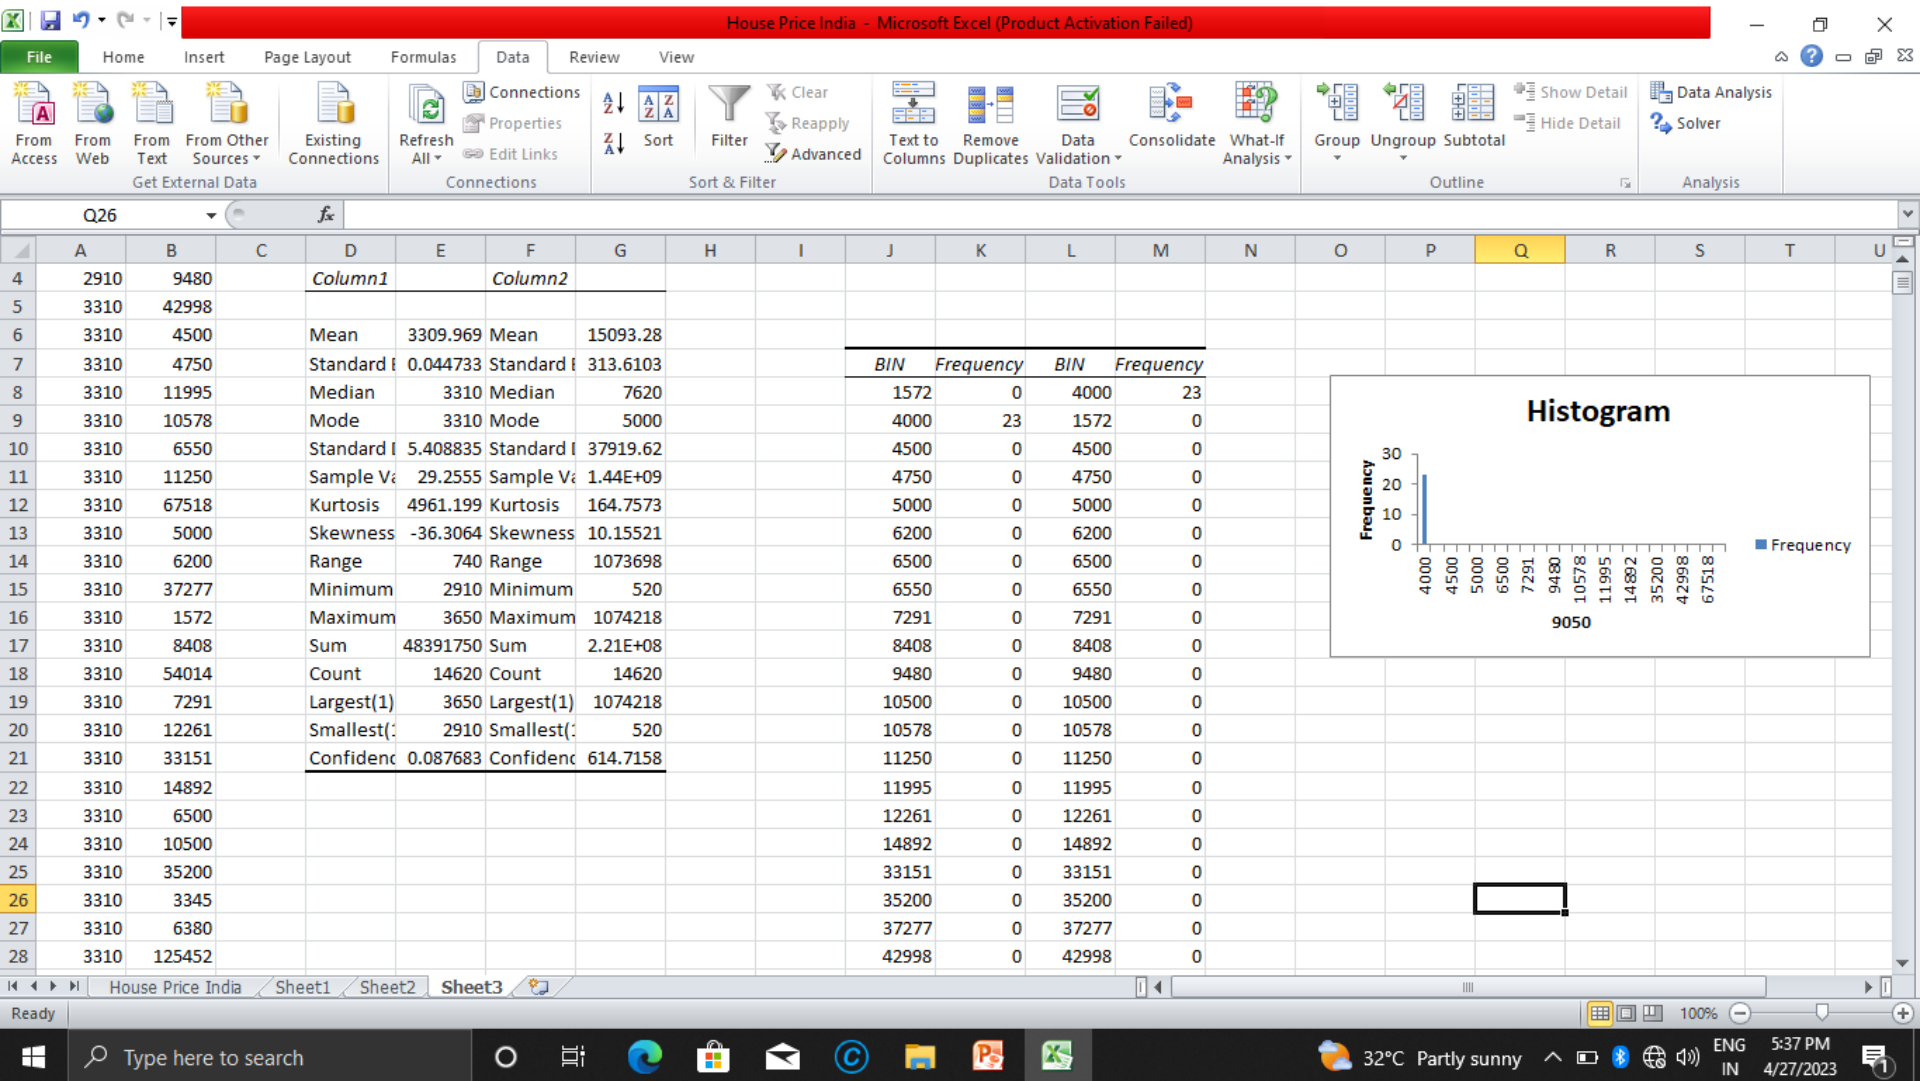 House Price India - Microsoft Excel (Product Activation Failed)
File Home Insert Page Layout Formulas Data Review View
From Access From Web From Text From Other Sources Existing Connections Refresh All Connections Properties Edit Links Sort Filter Clear Reapply Advanced Text to Columns Remove Duplicates Data Validation Consolidate What-If Analysis Group Ungroup Subtotal Show Detail Hide Detail Data Analysis Solver
Get External Data Connections Sort & Filter Data Tools Outline Analysis
Q26 fx
A B C D E F G H I J K L M N O P Q R S T U
4 2910 9480 Column1 Column2
5 3310 42998
6 3310 4500 Mean 3309.969 Mean 15093.28
7 3310 4750 Standard E 0.044733 Standard E 313.6103 BIN Frequency BIN Frequency
8 3310 11995 Median 3310 Median 7620 1572 0 4000 23
9 3310 10578 Mode 3310 Mode 5000 4000 23 1572 0
10 3310 6550 Standard D 5.408835 Standard D 37919.62 4500 0 4500 0
11 3310 11250 Sample Va 29.2555 Sample Va 1.44E+09 4750 0 4750 0
12 3310 67518 Kurtosis 4961.199 Kurtosis 164.7573 5000 0 5000 0
13 3310 5000 Skewness -36.3064 Skewness 10.15521 6200 0 6200 0
14 3310 6200 Range 740 Range 1073698 6500 0 6500 0
15 3310 37277 Minimum 2910 Minimum 520 6550 0 6550 0
16 3310 1572 Maximum 3650 Maximum 1074218 7291 0 7291 0
17 3310 8408 Sum 48391750 Sum 2.21E+08 8408 0 8408 0
18 3310 54014 Count 14620 Count 14620 9480 0 9480 0
19 3310 7291 Largest(1) 3650 Largest(1) 1074218 10500 0 10500 0
20 3310 12261 Smallest(1 2910 Smallest(1 520 10578 0 10578 0
21 3310 33151 Confidenc 0.087683 Confidenc 614.7158 11250 0 11250 0
22 3310 14892 11995 0 11995 0
23 3310 6500 12261 0 12261 0
24 3310 10500 14892 0 14892 0
25 3310 35200 33151 0 33151 0
26 3310 3345 35200 0 35200 0
27 3310 6380 37277 0 37277 0
28 3310 125452 42998 0 42998 0
Histogram
Frequency
30
20
10
0
4000 4500 5000 6500 7291 9480 10578 11995 14892 35200 42998 67518
9050
Frequency
House Price India Sheet1 Sheet2 Sheet3
Ready 100%
Type here to search 32°C Partly sunny ENG IN 5:37 PM 4/27/2023 1